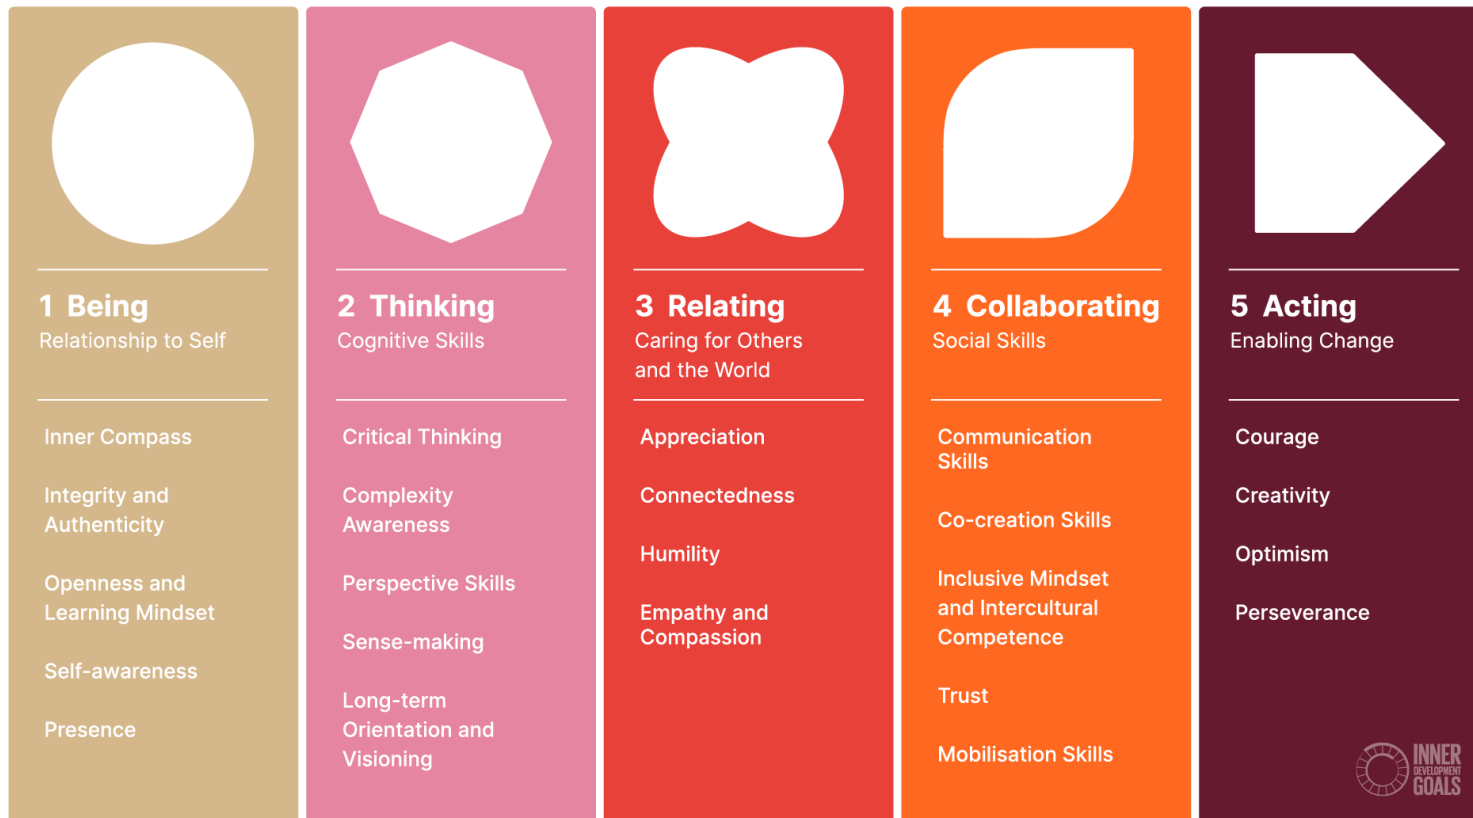 1 Being
Relationship to Self
Inner Compass
Integrity and
Authenticity
Openness and
Learning Mindset
Self-awareness
Presence
2 Thinking
Cognitive Skills
Critical Thinking
Complexity
Awareness
Perspective Skills
Sense-making
Long-term
Orientation and
Visioning
3 Relating
Caring for Others
and the World
Appreciation
Connectedness
Humility
Empathy and
Compassion
4 Collaborating
Social Skills
Communication
Skills
Co-creation Skills
Inclusive Mindset
and Intercultural
Competence
Trust
Mobilisation Skills
5 Acting
Enabling Change
Courage
Creativity
Optimism
Perseverance
INNER
DEVELOPMENT
GOALS